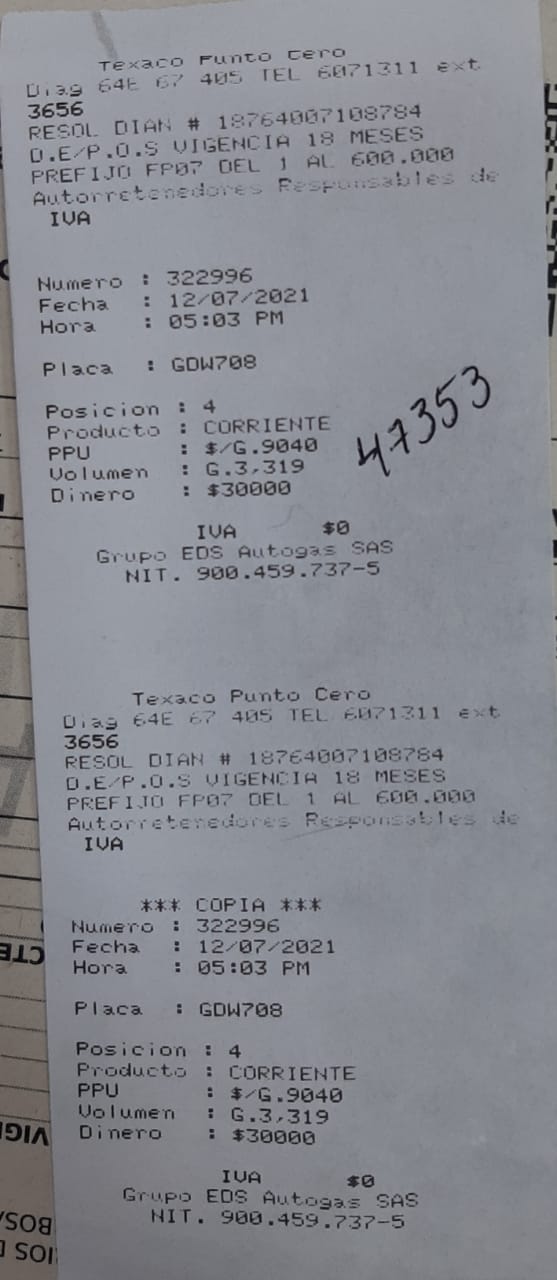 Texaco Punto Cero
Diag 64E 67 405 TEL 6071311 ext
3656
RESOL DIAN # 18764007108784
D.E/P.O.S VIGENCIA 18 MESES
PREFIJO FP07 DEL 1 AL 600.000
Autorretenedores Responsables de
IVA
Numero : 322996
Fecha : 12/07/2021
Hora : 05:03 PM
Placa : GDW708
Posicion : 4
Producto : CORRIENTE
PPU : $/G.9040
Volumen : G.3,319
Dinero : $30000
47353
IVA $0
Grupo EDS Autogas SAS
NIT. 900.459.737-5
Texaco Punto Cero
Diag 64E 67 405 TEL 6071311 ext
3656
RESOL DIAN # 18764007108784
D.E/P.O.S VIGENCIA 18 MESES
PREFIJO FP07 DEL 1 AL 600.000
Autorretenedores Responsables de
IVA
*** COPIA ***
Numero : 322996
Fecha : 12/07/2021
Hora : 05:03 PM
Placa : GDW708
Posicion : 4
Producto : CORRIENTE
PPU : $/G.9040
Volumen : G.3,319
Dinero : $30000
IVA $0
Grupo EDS Autogas SAS
NIT. 900.459.737-5